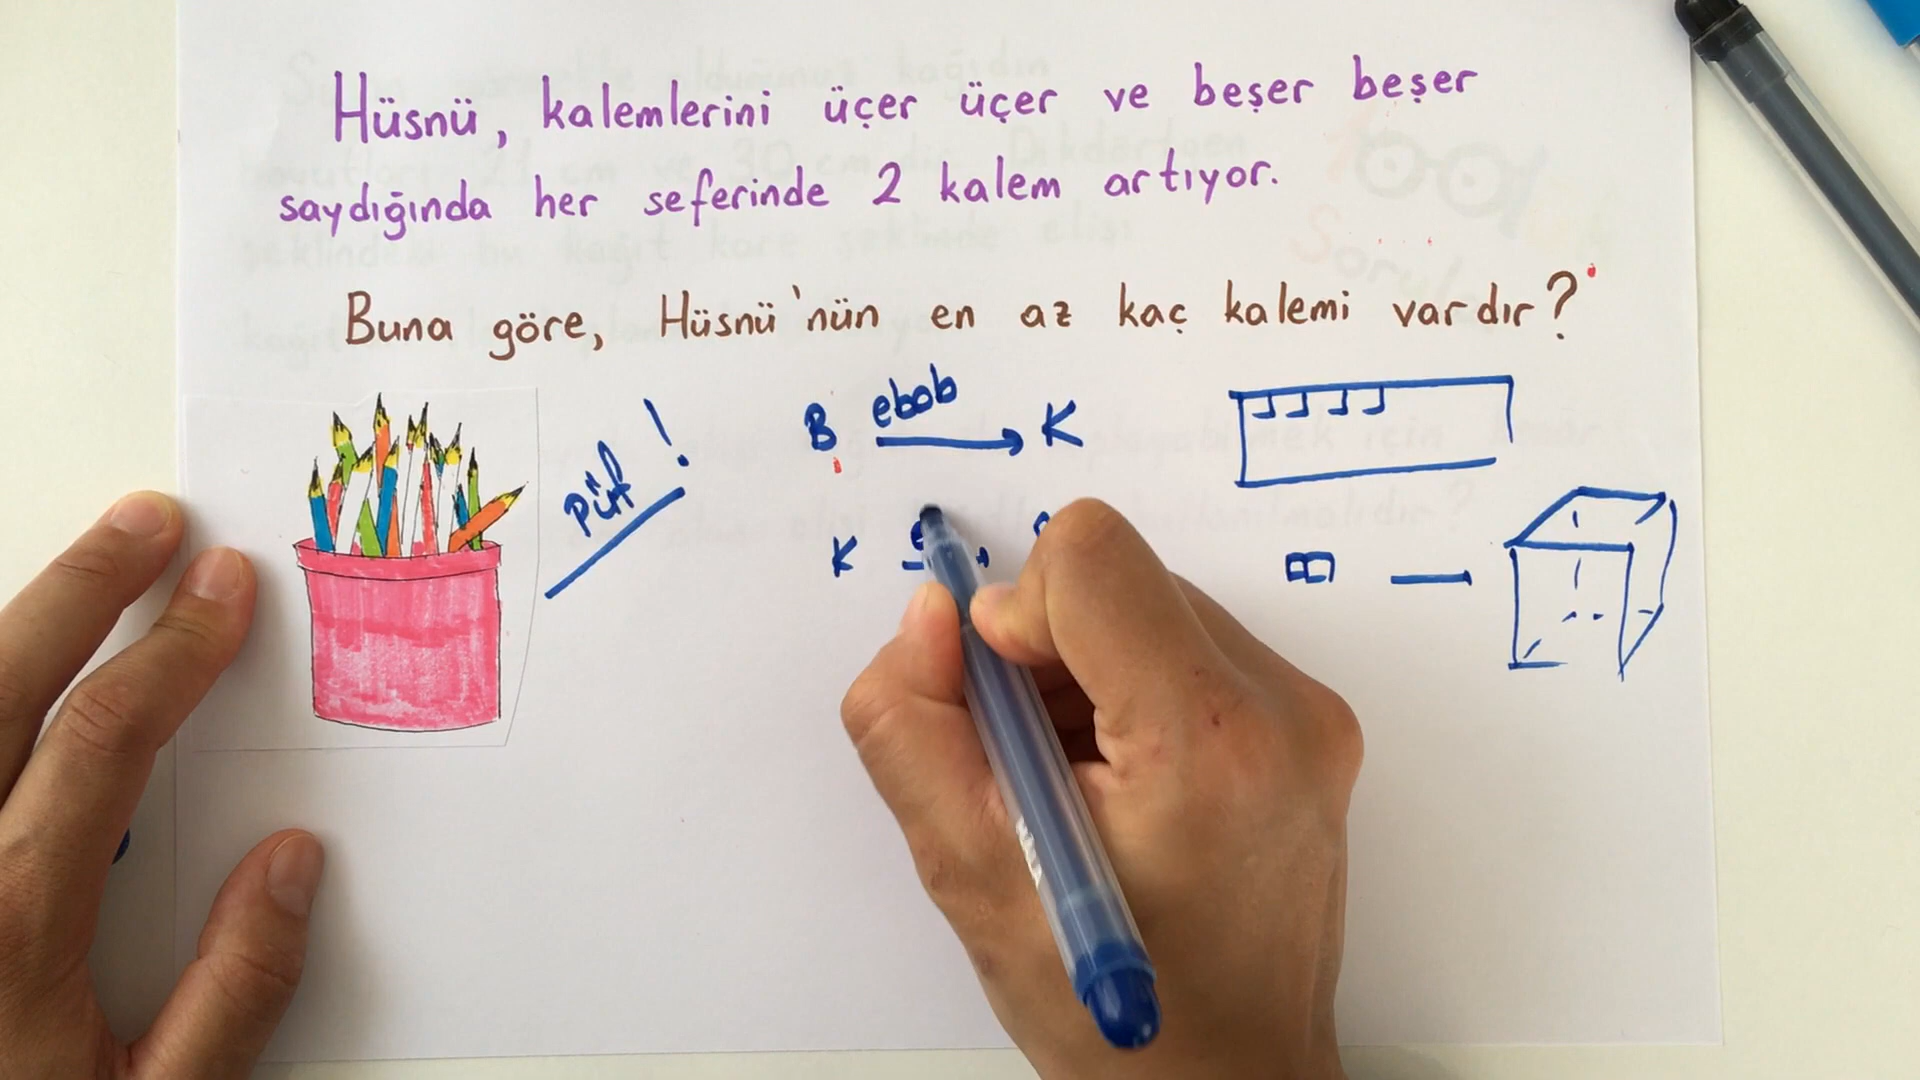 Hüsnü, kalemlerini üçer üçer ve beşer beşer
saydığında her seferinde 2 kalem artıyor.
Buna göre, Hüsnü'nün en az kaç kalemi vardır?
püf!
B ebob K
K